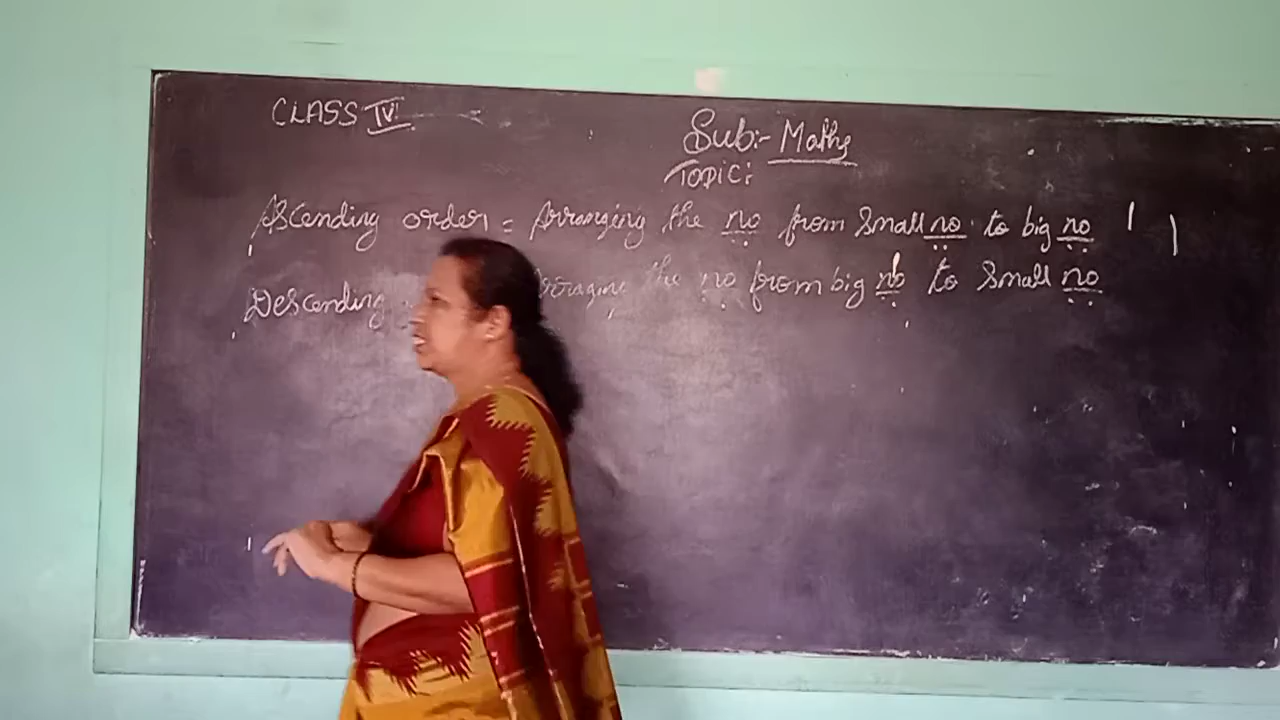 CLASS IV
Sub:- Maths
TOPIC:
Ascending order = Arranging the no from Small no to big no
Descending the no from big no to Small no